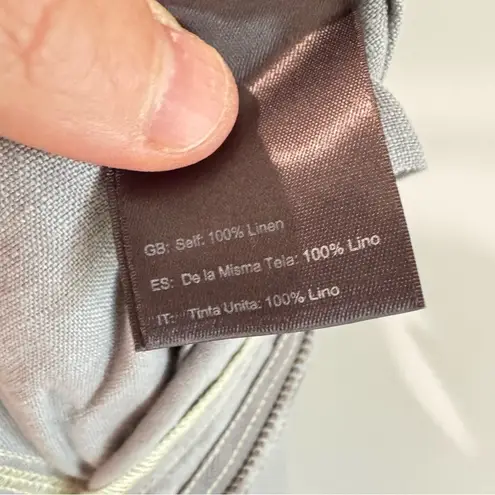 GB: Self: 100% Linen
ES: De la Misma Tela: 100% Lino
IT: Tinta Unita: 100% Lino